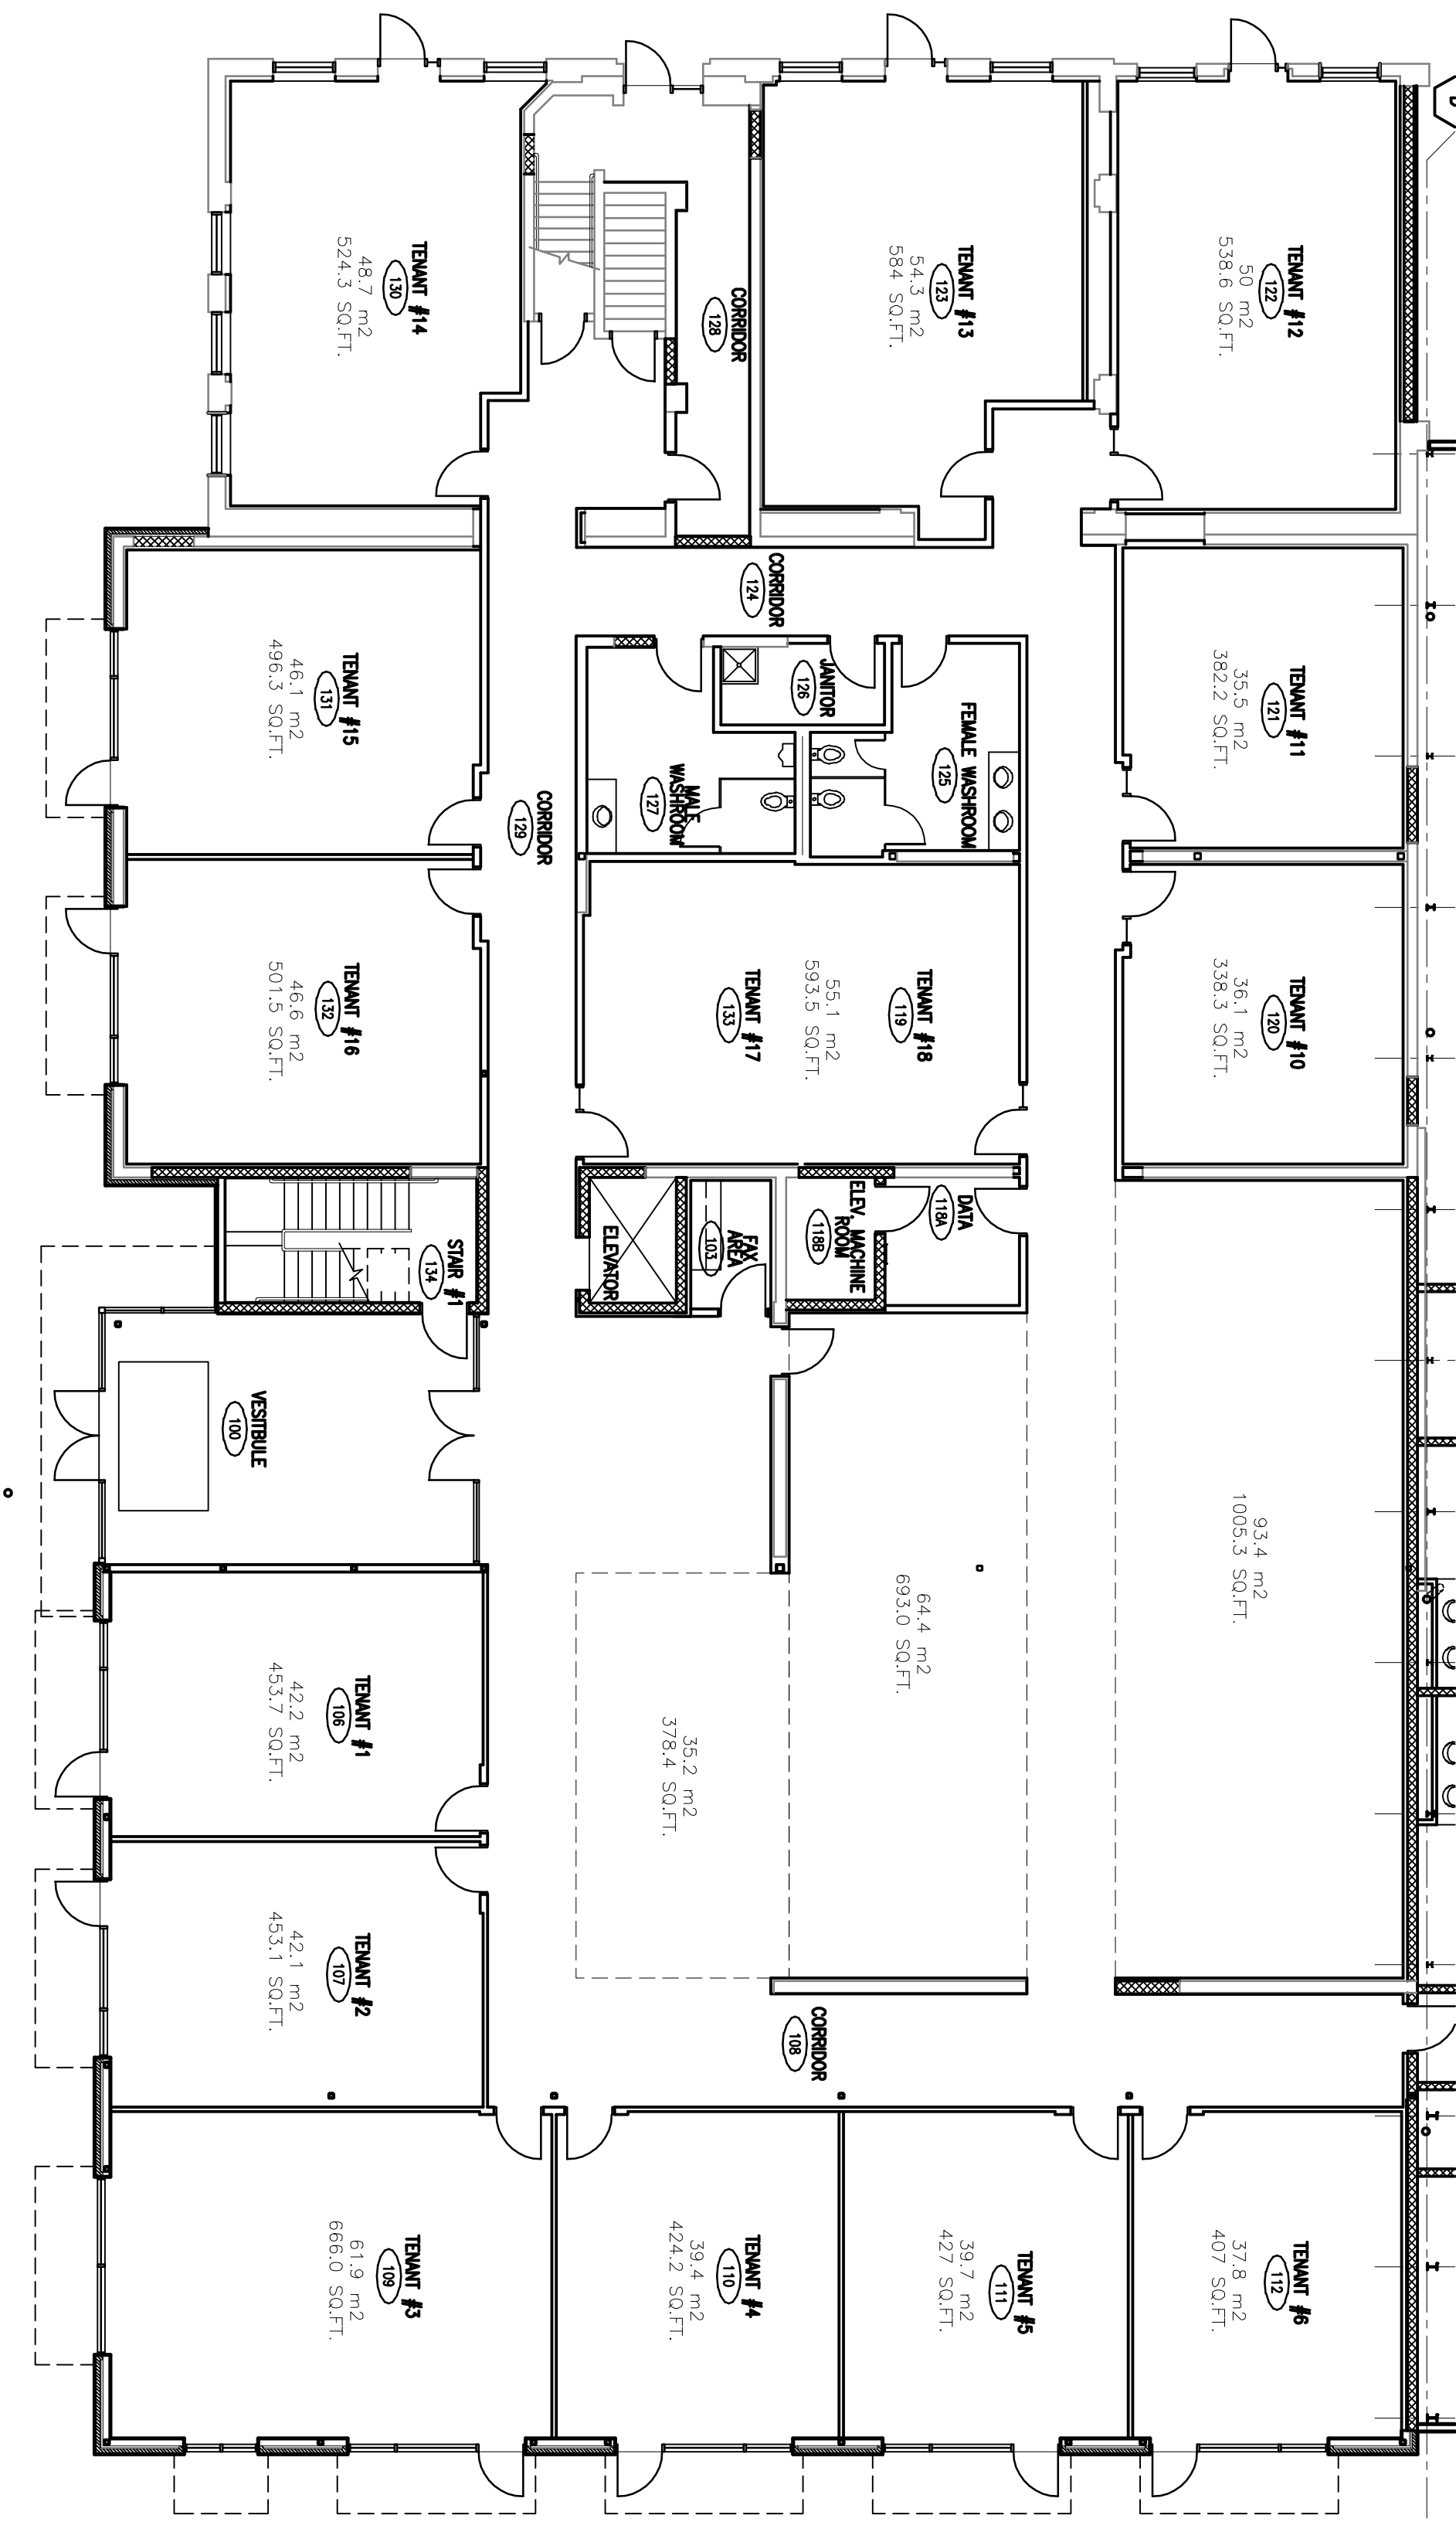 TENANT #12
122
50 m2
538.6 SQ.FT.
TENANT #13
123
54.3 m2
584 SQ.FT.
CORRIDOR
128
TENANT #14
130
48.7 m2
524.3 SQ.FT.
CORRIDOR
124
TENANT #11
121
35.5 m2
382.2 SQ.FT.
FEMALE WASHROOM
125
JANITOR
126
MALE
WASHROOM
127
CORRIDOR
129
TENANT #15
131
46.1 m2
496.3 SQ.FT.
TENANT #10
120
36.1 m2
338.3 SQ.FT.
TENANT #18
119
55.1 m2
593.5 SQ.FT.
TENANT #17
133
TENANT #16
132
46.6 m2
501.5 SQ.FT.
DATA
118A
ELEV. MACHINE
ROOM
118B
FAX
AREA
103
ELEVATOR
STAIR #1
134
VESITBULE
100
93.4 m2
1005.3 SQ.FT.
64.4 m2
693.0 SQ.FT.
35.2 m2
378.4 SQ.FT.
TENANT #1
106
42.2 m2
453.7 SQ.FT.
TENANT #2
107
42.1 m2
453.1 SQ.FT.
CORRIDOR
108
TENANT #6
112
37.8 m2
407 SQ.FT.
TENANT #5
111
39.7 m2
427 SQ.FT.
TENANT #4
110
39.4 m2
424.2 SQ.FT.
TENANT #3
109
61.9 m2
666.0 SQ.FT.